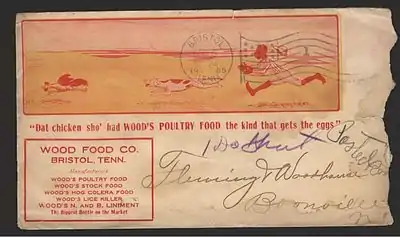 BRISTOL
TENN.
"Dat chicken sho' had WOOD'S POULTRY FOOD the kind that gets the eggs"
WOOD FOOD CO.
BRISTOL, TENN.
Manufacturers
WOOD'S POULTRY FOOD
WOOD'S STOCK FOOD
WOOD'S HOG COLERA FOOD
WOOD'S LICE KILLER
WOOD'S N. AND B. LINIMENT
The Biggest Bottle on the Market
Fleming & Woodhouse
Boonville